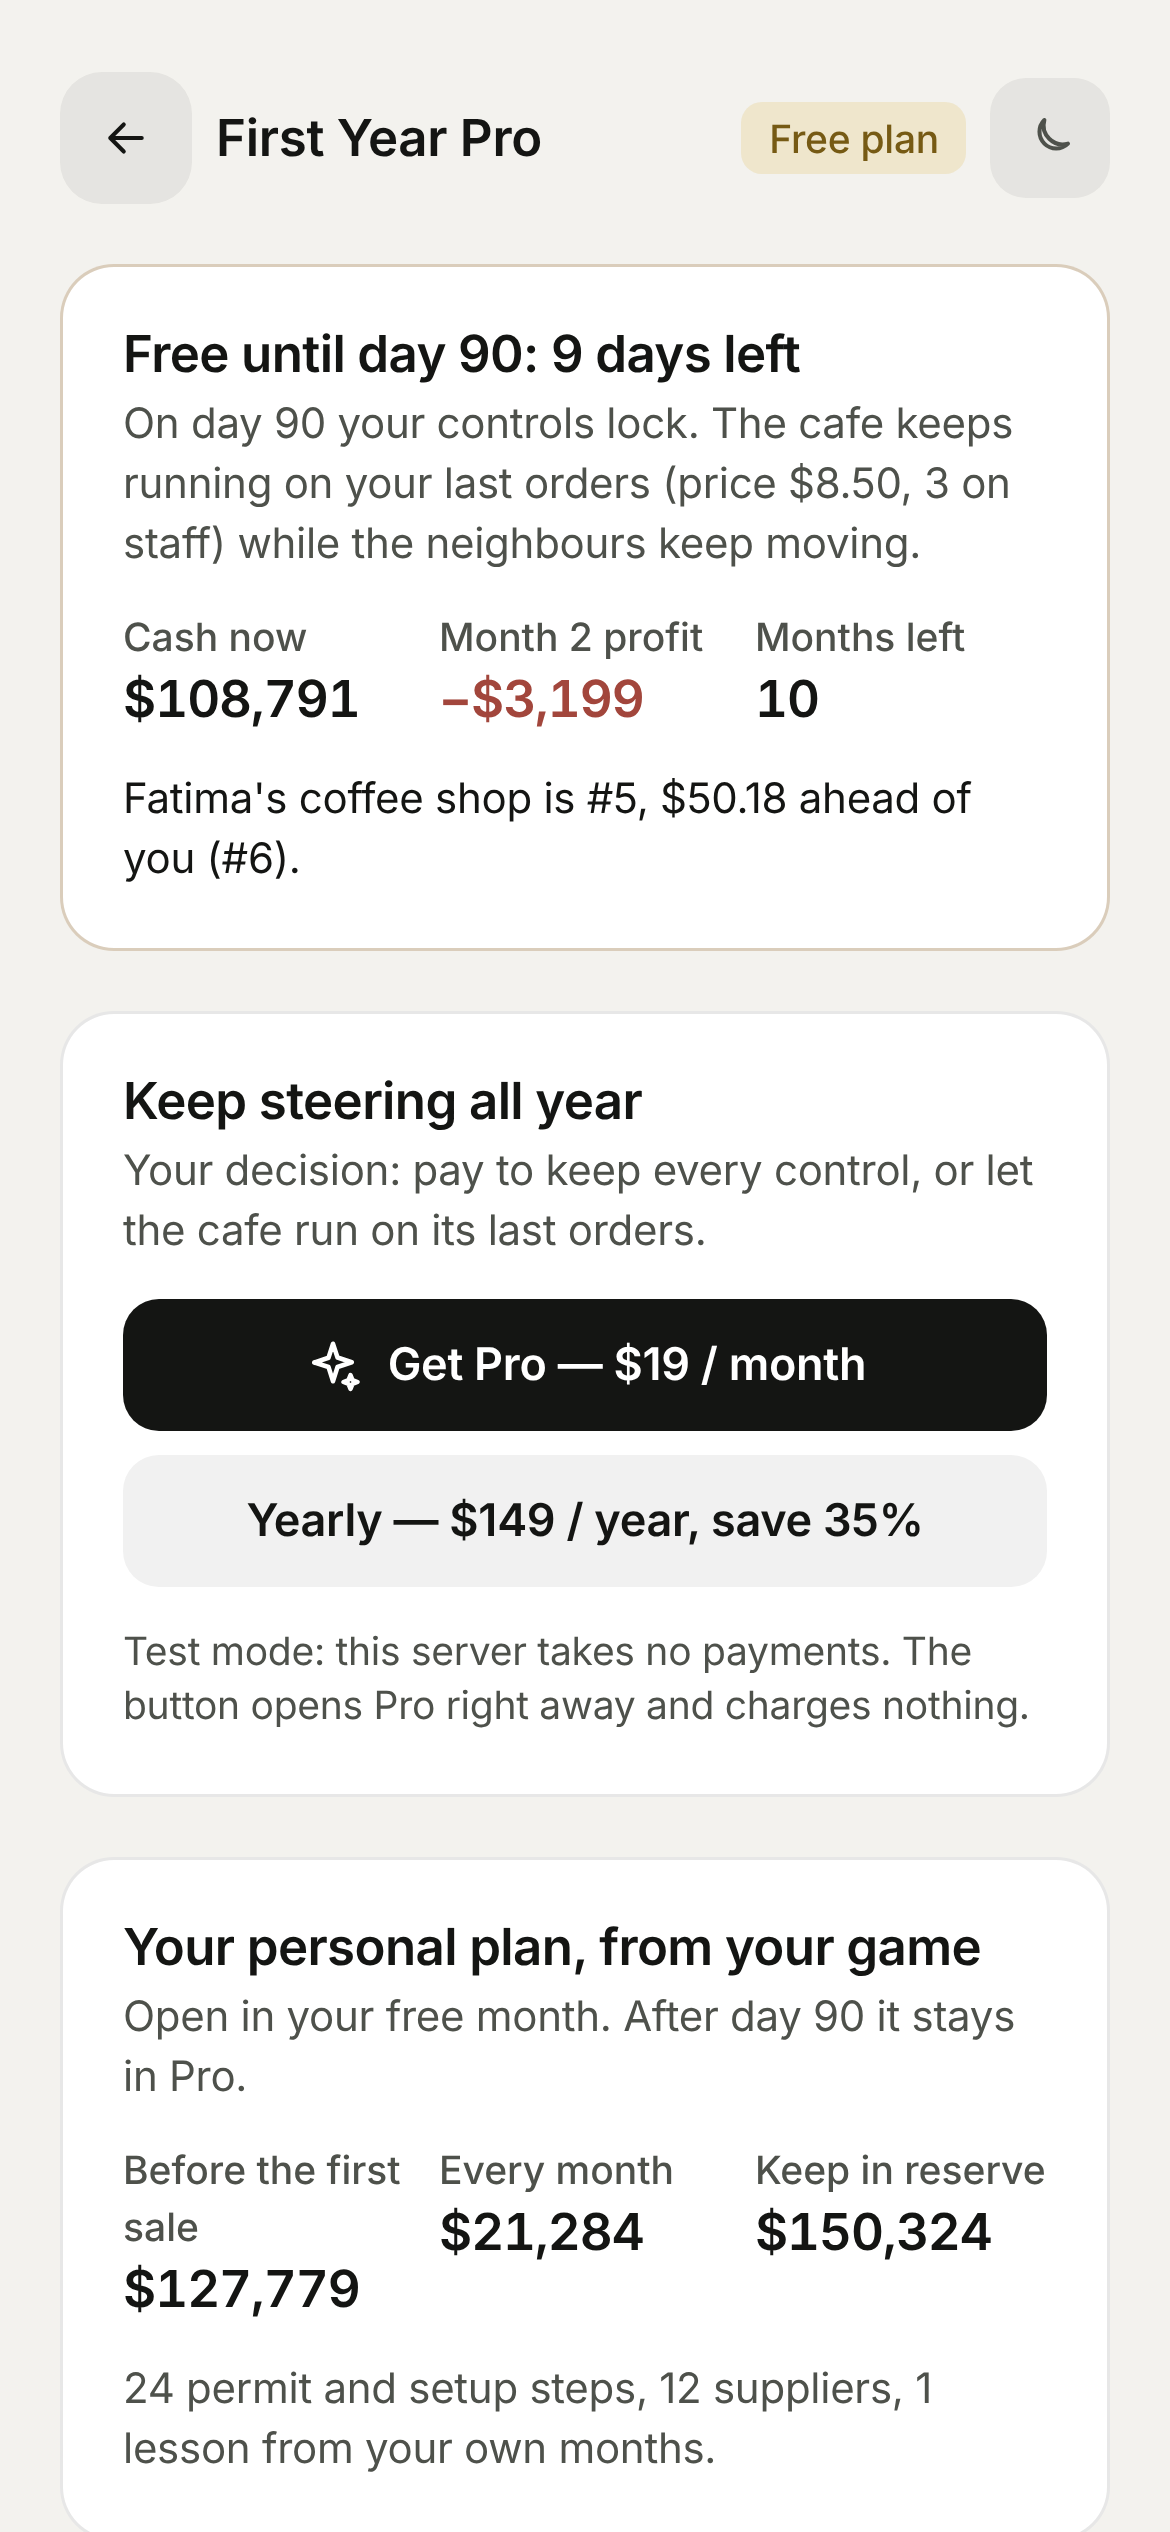 First Year Pro
Free plan
Free until day 90: 9 days left
On day 90 your controls lock. The cafe keeps
running on your last orders (price $8.50, 3 on
staff) while the neighbours keep moving.
Cash now
Month 2 profit
Months left
$108,791
–$3,199
10
Fatima's coffee shop is #5, $50.18 ahead of
you (#6).
Keep steering all year
Your decision: pay to keep every control, or let
the cafe run on its last orders.
Get Pro — $19 / month
Yearly — $149 / year, save 35%
Test mode: this server takes no payments. The
button opens Pro right away and charges nothing.
Your personal plan, from your game
Open in your free month. After day 90 it stays
in Pro.
Before the first
sale
$127,779
Every month
$21,284
Keep in reserve
$150,324
24 permit and setup steps, 12 suppliers, 1
lesson from your own months.